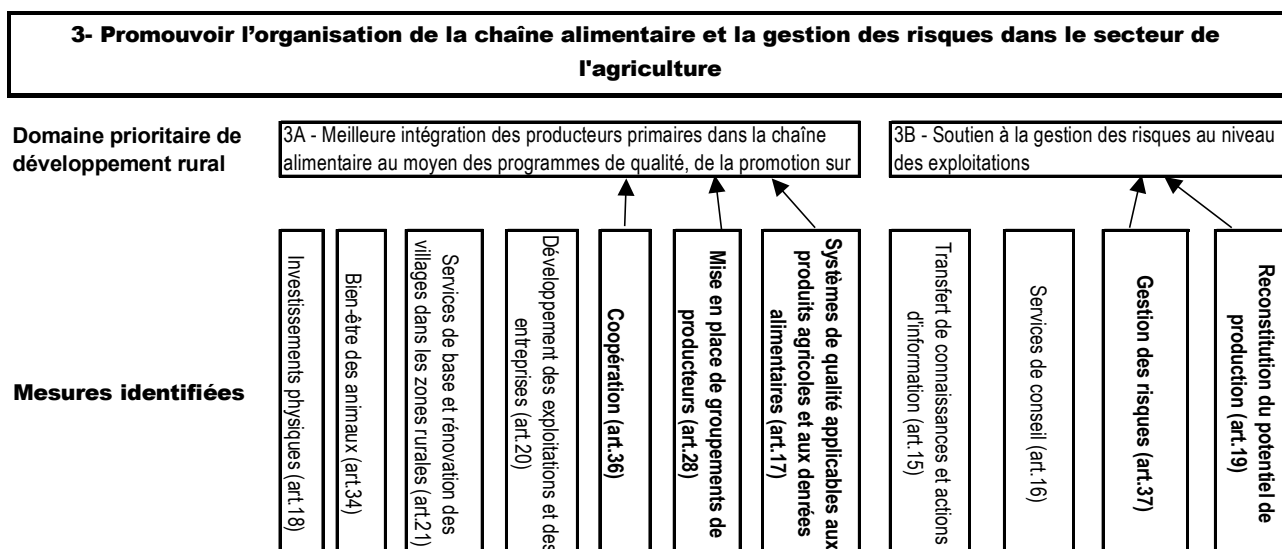 3- Promouvoir l’organisation de la chaîne alimentaire et la gestion des risques dans le secteur de
l'agriculture
Domaine prioritaire de
développement rural
3A - Meilleure intégration des producteurs primaires dans la chaîne
alimentaire au moyen des programmes de qualité, de la promotion sur
3B - Soutien à la gestion des risques au niveau
des exploitations
Mesures identifiées
Investissements physiques (art.18)
Bien-être des animaux (art.34)
Services de base et rénovation des
villages dans les zones rurales (art.21)
Développement des exploitations et des
entreprises (art.20)
Coopération (art.36)
Mise en place de groupements de
producteurs (art.28)
Systèmes de qualité applicables aux
produits agricoles et aux denrées
alimentaires (art.17)
Transfert de connaissances et actions
d'information (art.15)
Services de conseil (art.16)
Gestion des risques (art.37)
Reconstitution du potentiel de
production (art.19)